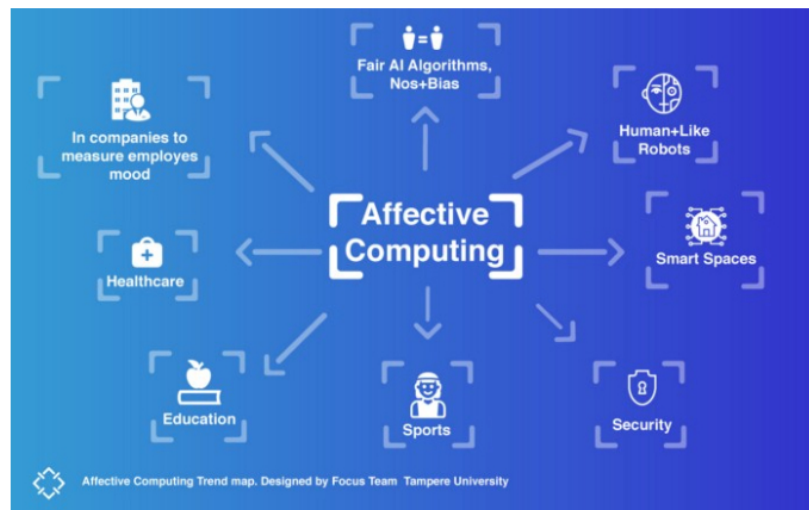 Fair AI Algorithms,
Nos+Bias
In companies to
measure employes
mood
Human+Like
Robots
Affective
Computing
Smart Spaces
Healthcare
Education
Sports
Security
Affective Computing Trend map. Designed by Focus Team Tampere University